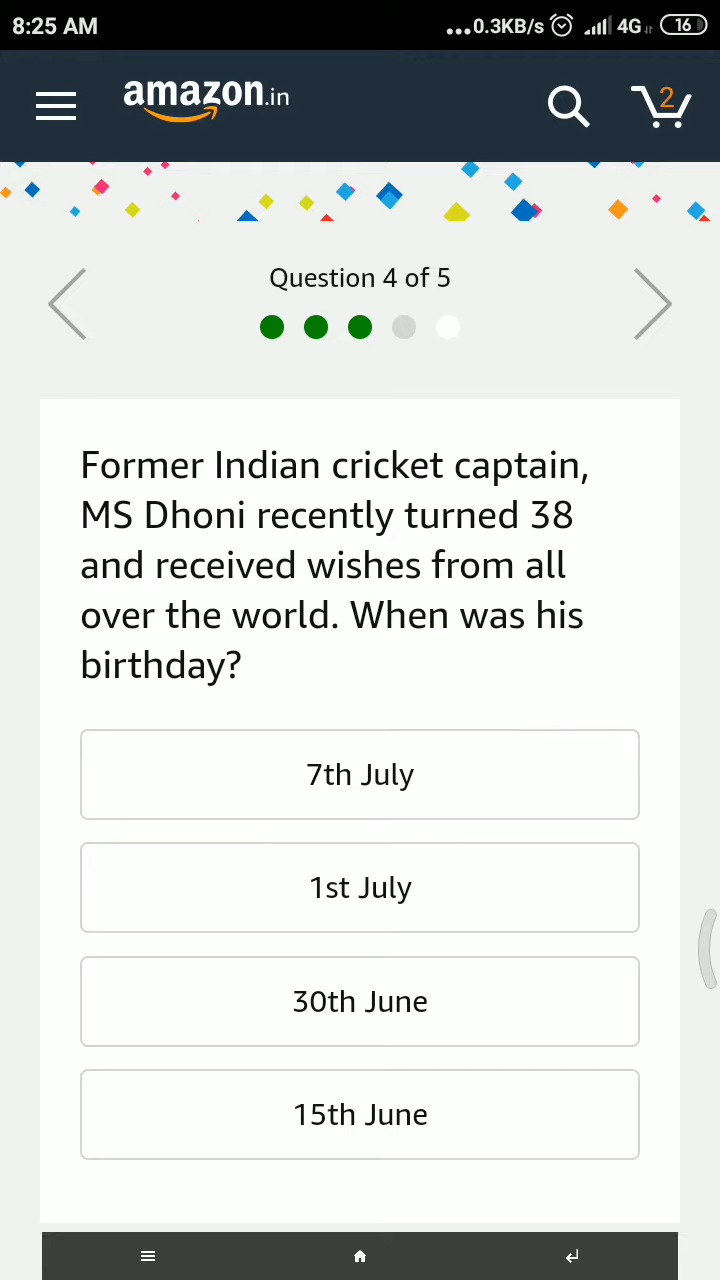 8:25 AM
...0.3KB/s 4G 16
amazon.in
2
Question 4 of 5
Former Indian cricket captain,
MS Dhoni recently turned 38
and received wishes from all
over the world. When was his
birthday?
7th July
1st July
30th June
15th June